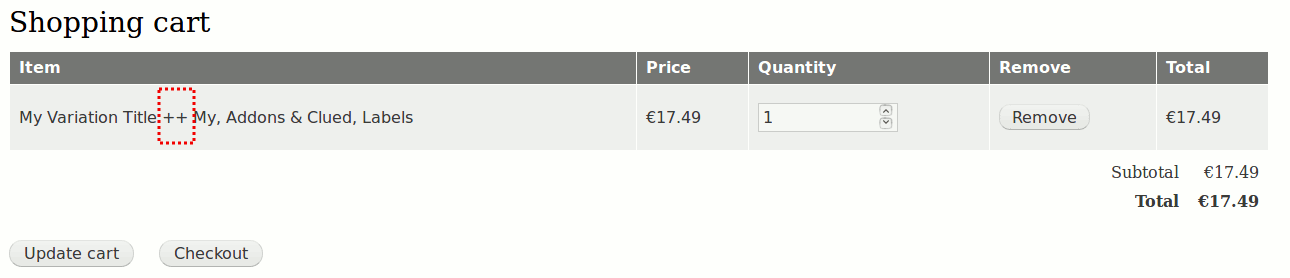 Shopping cart
Item Price Quantity Remove Total
My Variation Title ++ My, Addons & Clued, Labels €17.49 1 Remove €17.49
Subtotal €17.49
Total €17.49
Update cart Checkout